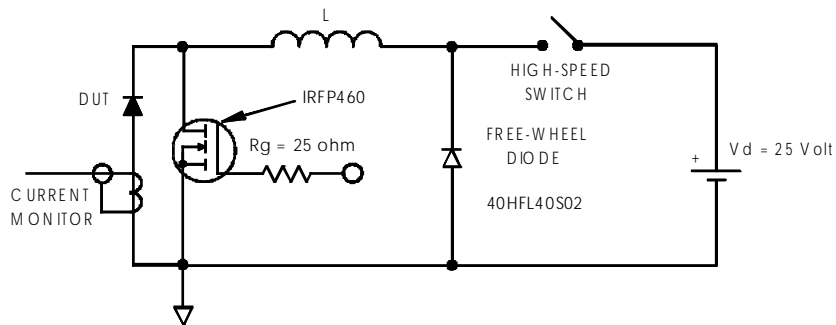 L
HIGH-SPEED
SWITCH
DUT
IRFP460
Rg = 25 ohm
FREE-WHEEL
DIODE
40HFL40S02
+
Vd = 25 Volt
CURRENT
MONITOR